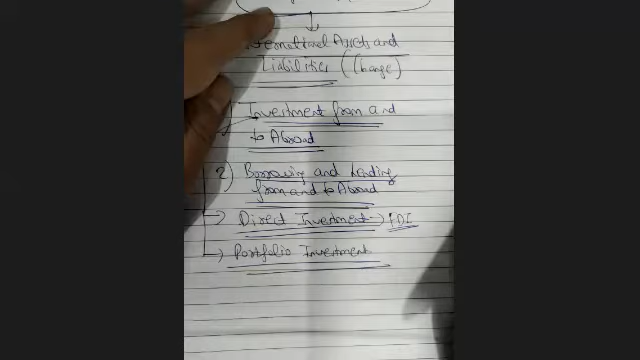 International Assets and
Liabilities (Change)
Investment from and
to Abroad
2) Borrowing and Lending
from and to Abroad
→ Direct Investment → FDI
→ Portfolio Investment